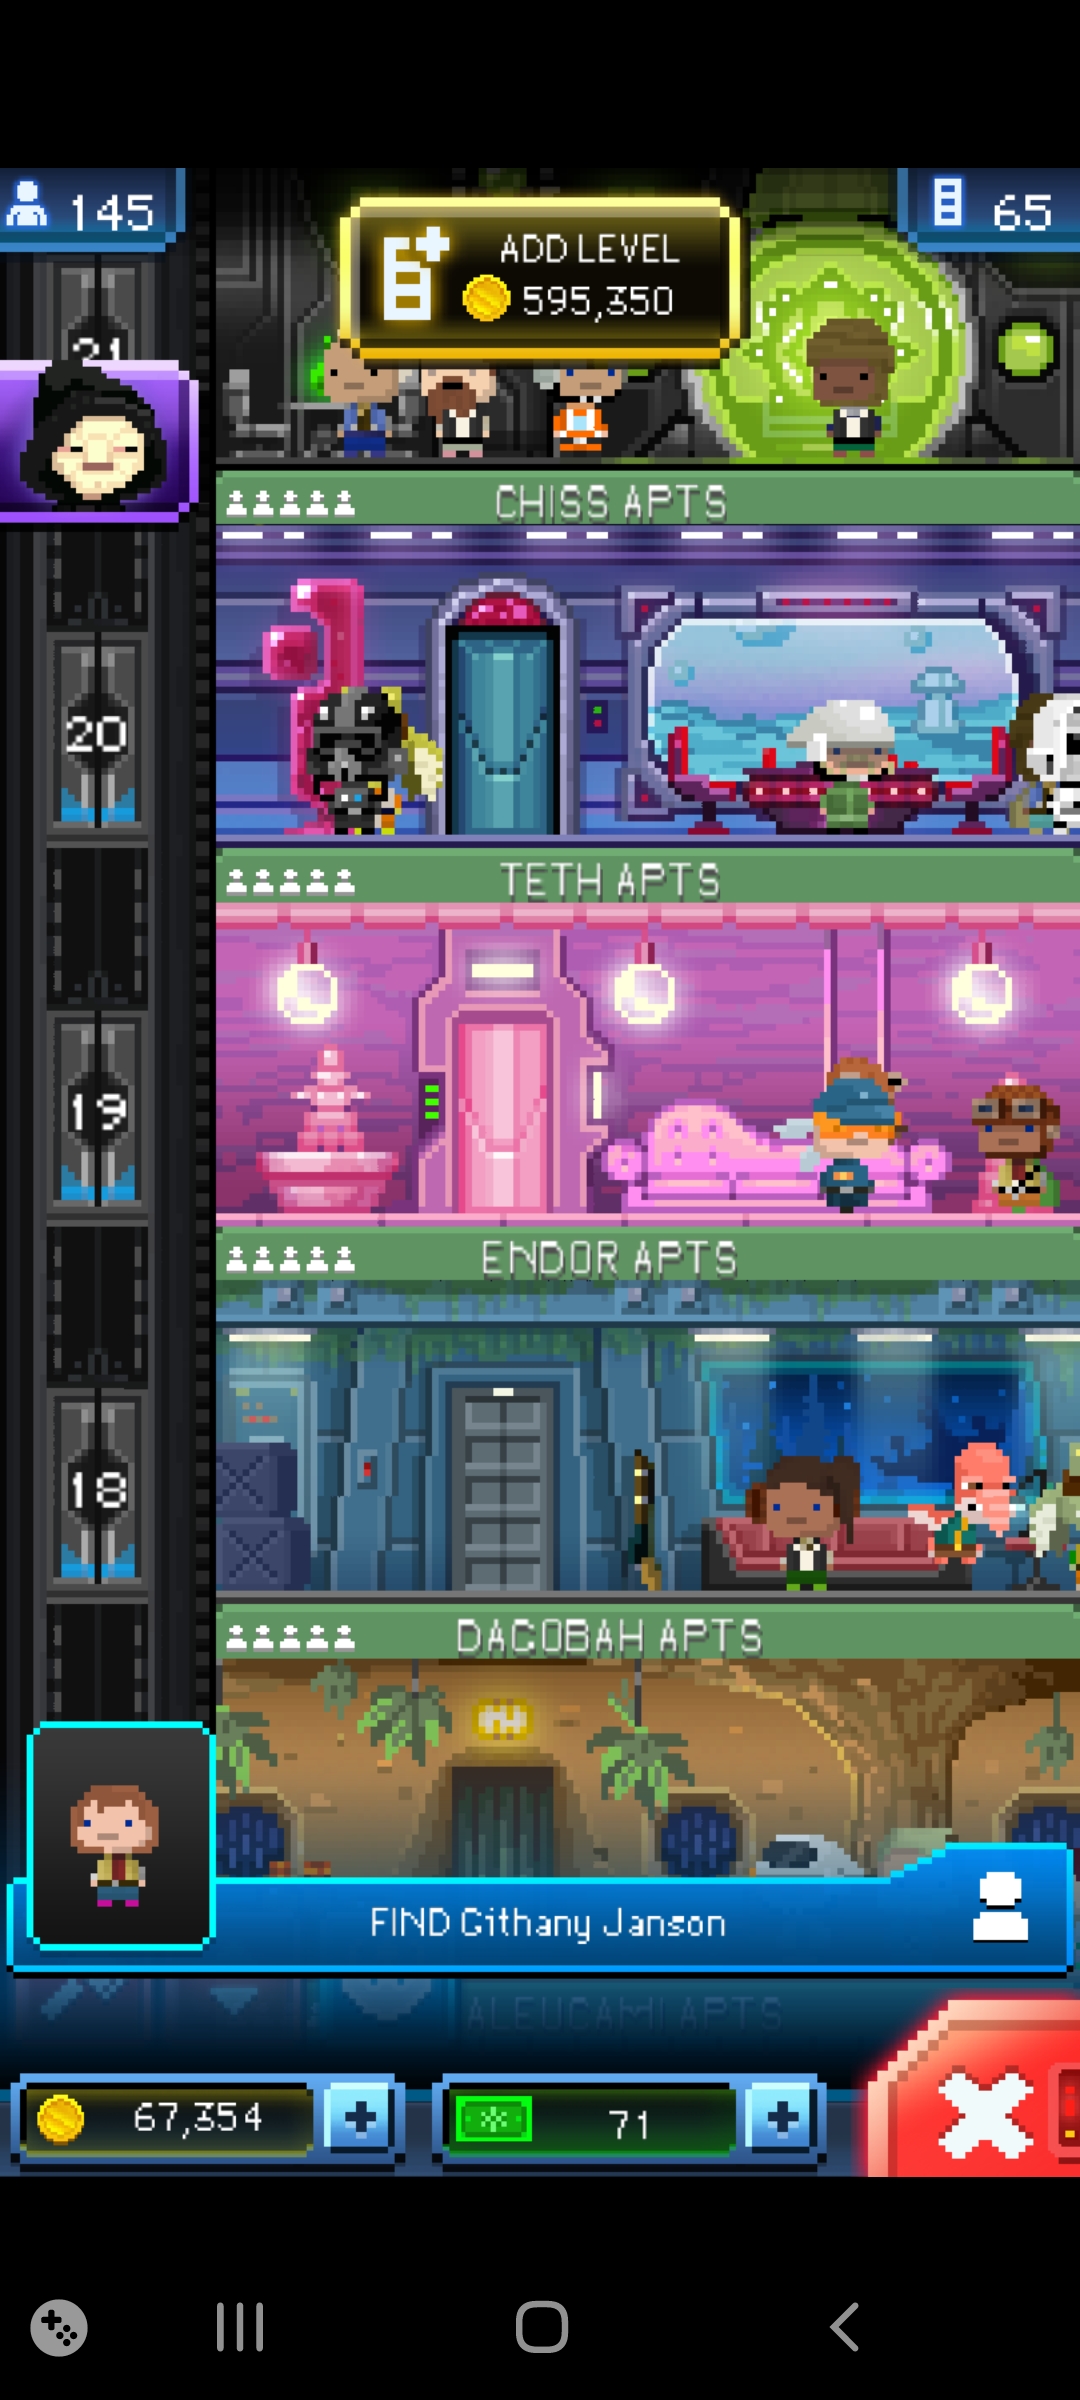 145
ADD LEVEL
595,350
65
21
CHISS APTS
20
TETH APTS
19
ENDOR APTS
18
DAGOBAH APTS
FIND Githany Janson
ALEUCAMI APTS
67,354
71